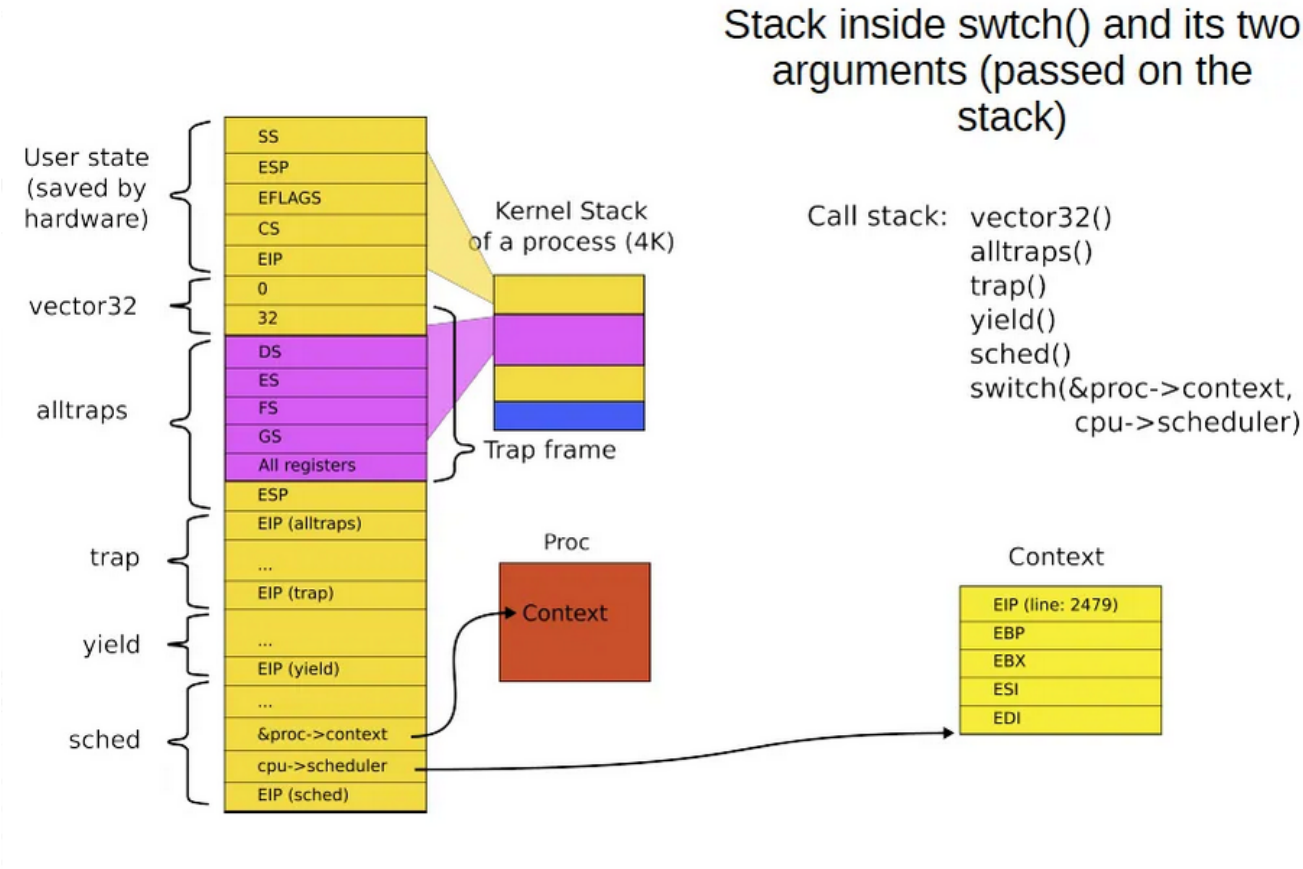 Stack inside swtch() and its two
arguments (passed on the
stack)
User state
(saved by
hardware)
vector32
alltraps
trap
yield
sched
SS
ESP
EFLAGS
CS
EIP
0
32
DS
ES
FS
GS
All registers
ESP
EIP (alltraps)
...
EIP (trap)
...
EIP (yield)
...
&proc->context
cpu->scheduler
EIP (sched)
Kernel Stack
of a process (4K)
Trap frame
Proc
Context
Call stack: vector32()
alltraps()
trap()
yield()
sched()
switch(&proc->context,
cpu->scheduler)
Context
EIP (line: 2479)
EBP
EBX
ESI
EDI